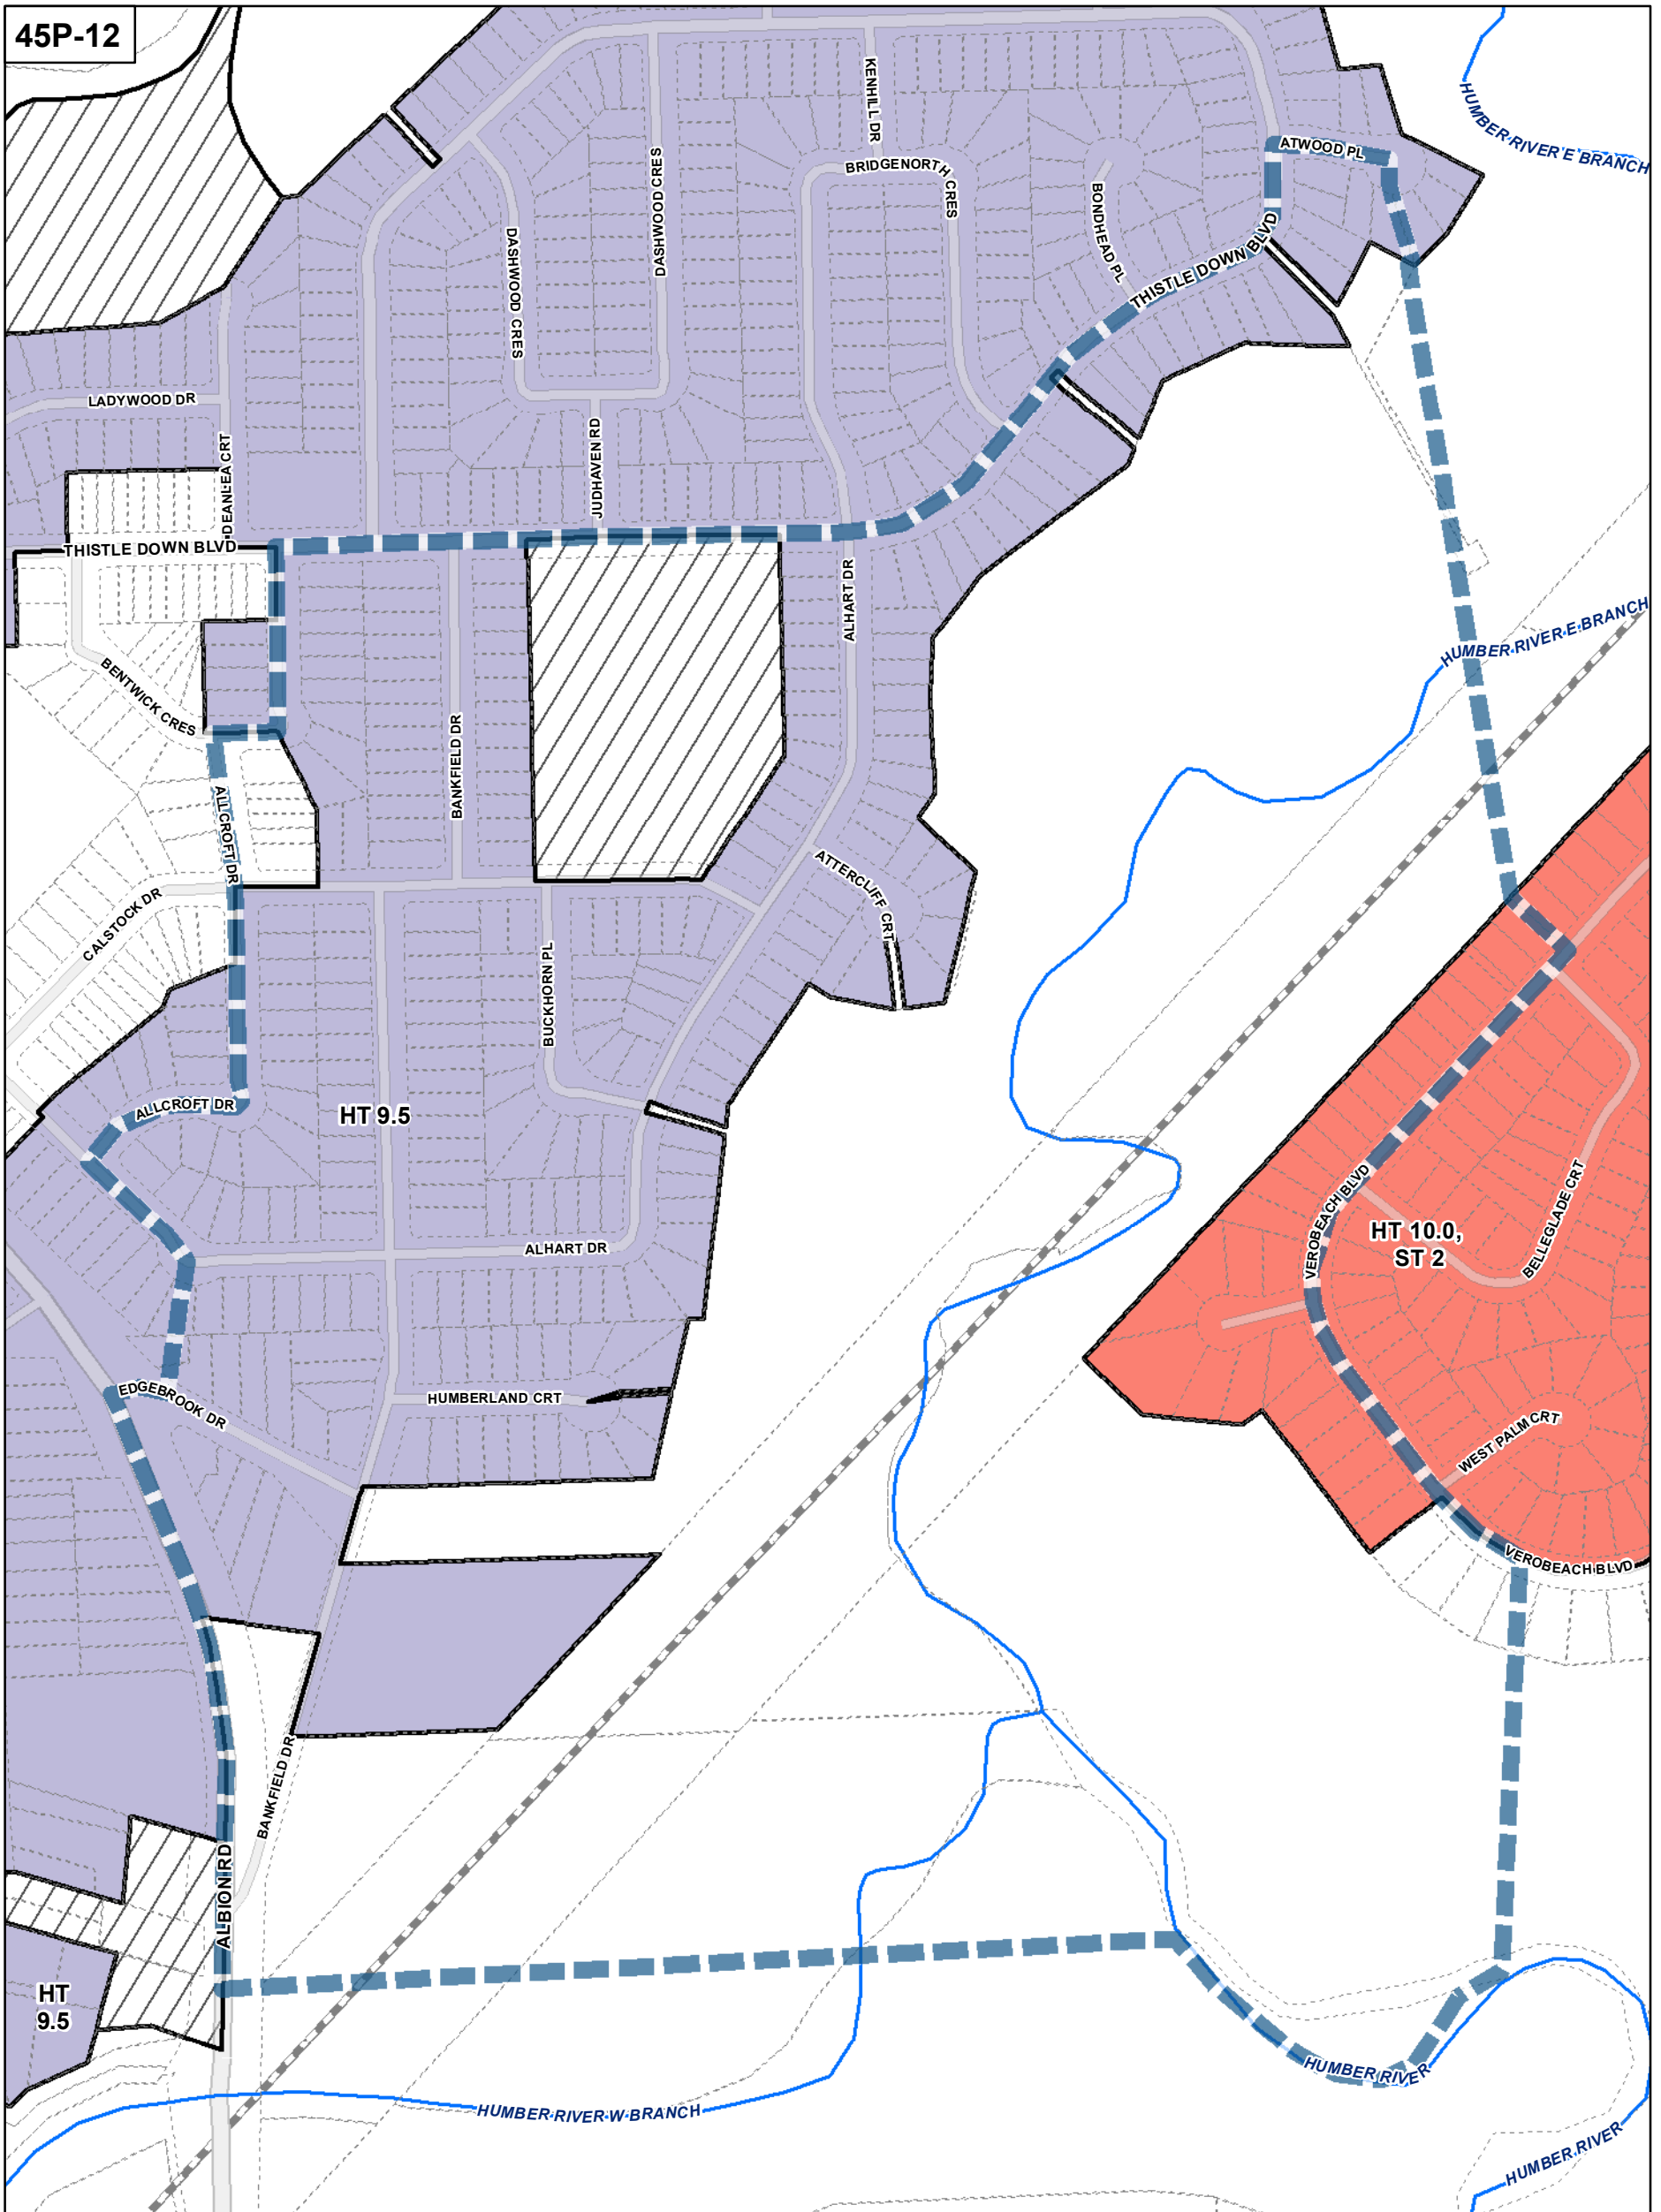 45P-12
HUMBER RIVER E BRANCH
KENHILL DR
ATWOOD PL
BRIDGENORTH CRES
DASHWOOD CRES
BONDHEAD PL
DASHWOOD CRES
THISTLE DOWN BLVD
LADYWOOD DR
DEANLEA CRT
JUDHAVEN RD
THISTLE DOWN BLVD
ALHART DR
HUMBER RIVER E BRANCH
BENTWICK CRES
BANKFIELD DR
ALLCROFT DR
ATTERCLIFF CRT
CALSTOCK DR
BUCKHORN PL
ALLCROFT DR
HT 9.5
VEROBEACH BLVD
BELLEGLADE CRT
HT 10.0,
ST 2
ALHART DR
EDGEBROOK DR
HUMBERLAND CRT
WEST PALM CRT
VEROBEACH BLVD
BANKFIELD DR
ALBION RD
HT
9.5
HUMBER RIVER
HUMBER RIVER W BRANCH
HUMBER RIVER